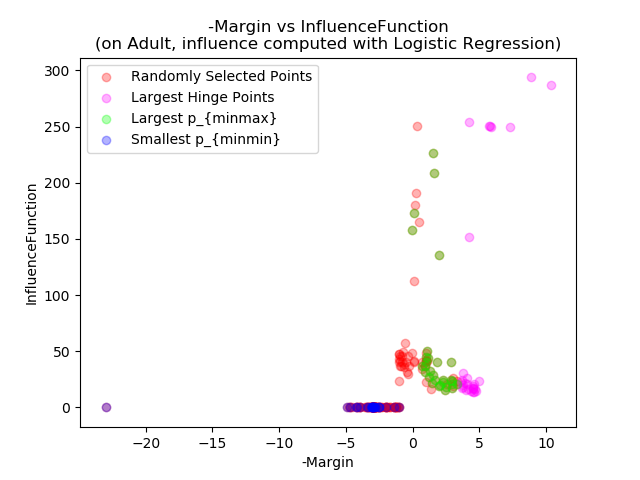 -Margin vs InfluenceFunction
(on Adult, influence computed with Logistic Regression)
Randomly Selected Points
Largest Hinge Points
Largest p_{minmax}
Smallest p_{minmin}
InfluenceFunction
300
250
200
150
100
50
0
−20
−15
−10
−5
0
5
10
-Margin